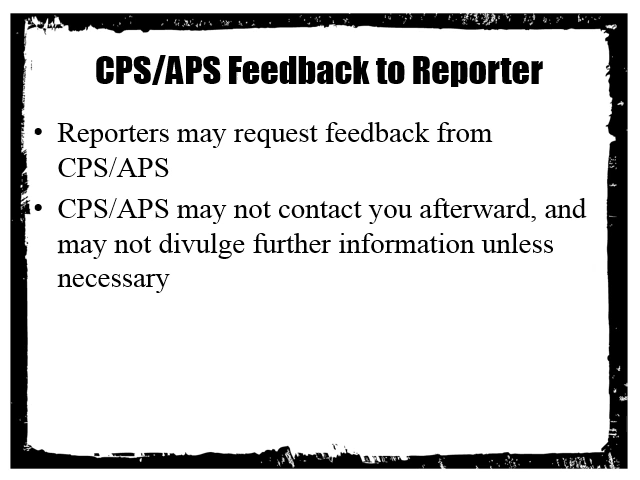 CPS/APS Feedback to Reporter
• Reporters may request feedback from
CPS/APS
• CPS/APS may not contact you afterward, and
may not divulge further information unless
necessary